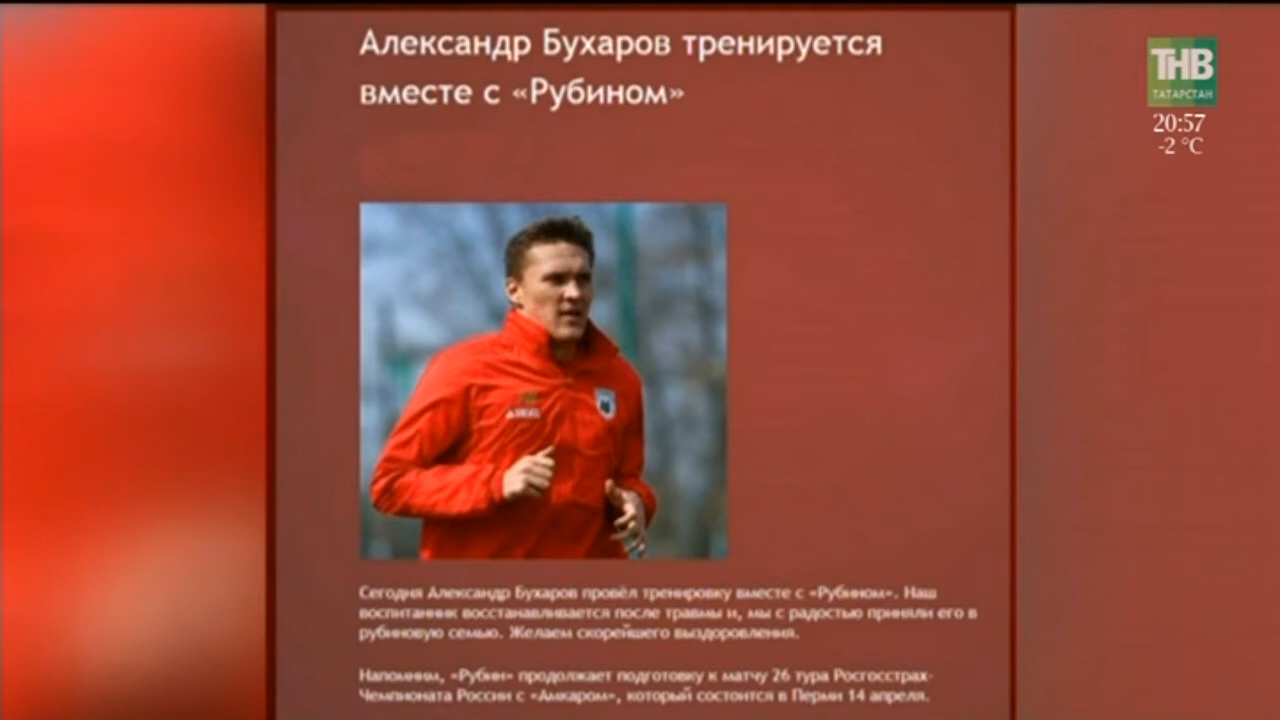 Александр Бухаров тренируется
вместе с «Рубином»
ТНВ
ТАТАРСТАН
20:57
-2 °C
Сегодня Александр Бухаров провёл тренировку вместе с «Рубином». Наш
воспитанник восстанавливается после травмы и, мы с радостью приняли его в
рубиновую семью. Желаем скорейшего выздоровления.
Напомним, «Рубин» продолжает подготовку к матчу 26 тура Росгосстрах-
Чемпионата России с «Амкаром», который состоится в Перми 14 апреля.